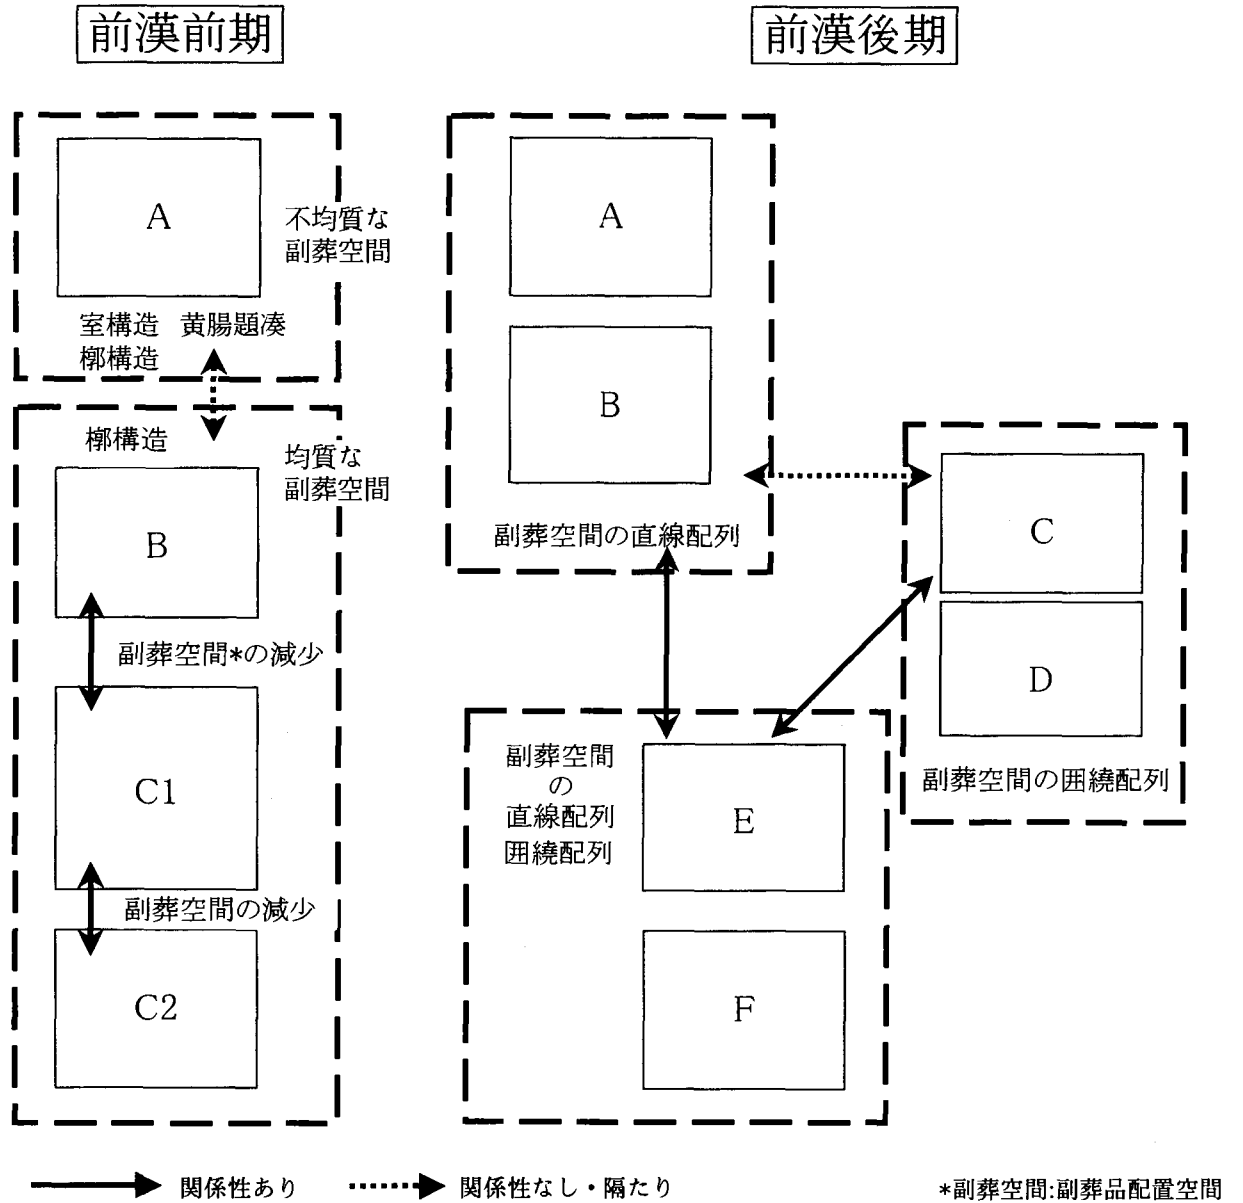 前漢前期
A
不均質な
副葬空間
室構造 黄腸題湊
槨構造
槨構造
均質な
副葬空間
B
副葬空間*の減少
C1
副葬空間の減少
C2
前漢後期
A
B
副葬空間の直線配列
C
D
副葬空間の囲繞配列
副葬空間
の
直線配列
囲繞配列
E
F
関係性あり
関係性なし・隔たり
*副葬空間:副葬品配置空間